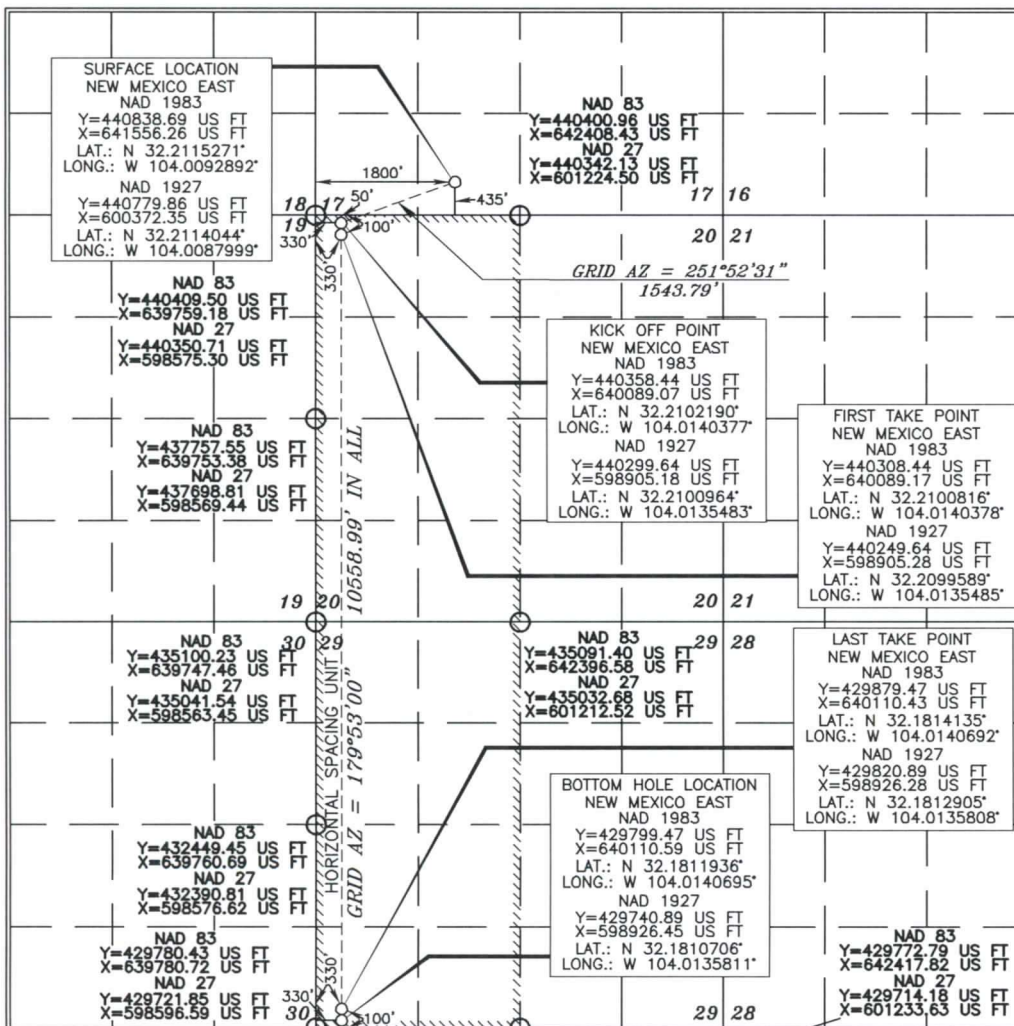 SURFACE LOCATION
NEW MEXICO EAST
NAD 1983
Y=440838.69 US FT
X=641556.26 US FT
LAT.: N 32.2115271°
LONG.: W 104.0092892°
NAD 1927
Y=440779.86 US FT
X=600372.35 US FT
LAT.: N 32.2114044°
LONG.: W 104.0087999°
NAD 83
Y=440400.96 US FT
X=642408.43 US FT
NAD 27
Y=440342.13 US FT
X=601224.50 US FT
1800'
50'
435'
18 17
19
100'
330'
330'
17 16
20 21
GRID AZ = 251°52'31"
1543.79'
NAD 83
Y=440409.50 US FT
X=639759.18 US FT
NAD 27
Y=440350.71 US FT
X=598575.30 US FT
KICK OFF POINT
NEW MEXICO EAST
NAD 1983
Y=440358.44 US FT
X=640089.07 US FT
LAT.: N 32.2102190°
LONG.: W 104.0140377°
NAD 1927
Y=440299.64 US FT
X=598905.18 US FT
LAT.: N 32.2100964°
LONG.: W 104.0135483°
FIRST TAKE POINT
NEW MEXICO EAST
NAD 1983
Y=440308.44 US FT
X=640089.17 US FT
LAT.: N 32.2100816°
LONG.: W 104.0140378°
NAD 1927
Y=440249.64 US FT
X=598905.28 US FT
LAT.: N 32.2099589°
LONG.: W 104.0135485°
NAD 83
Y=437757.55 US FT
X=639753.38 US FT
NAD 27
Y=437698.81 US FT
X=598569.44 US FT
10558.99' IN ALL
GRID AZ = 179°53'00"
HORIZONTAL SPACING UNIT
19 20
30 29
20 21
29 28
NAD 83
Y=435100.23 US FT
X=639747.46 US FT
NAD 27
Y=435041.54 US FT
X=598563.45 US FT
NAD 83
Y=435091.40 US FT
X=642396.58 US FT
NAD 27
Y=435032.68 US FT
X=601212.52 US FT
LAST TAKE POINT
NEW MEXICO EAST
NAD 1983
Y=429879.47 US FT
X=640110.43 US FT
LAT.: N 32.1814135°
LONG.: W 104.0140692°
NAD 1927
Y=429820.89 US FT
X=598926.28 US FT
LAT.: N 32.1812905°
LONG.: W 104.0135808°
BOTTOM HOLE LOCATION
NEW MEXICO EAST
NAD 1983
Y=429799.47 US FT
X=640110.59 US FT
LAT.: N 32.1811936°
LONG.: W 104.0140695°
NAD 1927
Y=429740.89 US FT
X=598926.45 US FT
LAT.: N 32.1810706°
LONG.: W 104.0135811°
NAD 83
Y=432449.45 US FT
X=639760.69 US FT
NAD 27
Y=432390.81 US FT
X=598576.62 US FT
NAD 83
Y=429780.43 US FT
X=639780.72 US FT
NAD 27
Y=429721.85 US FT
X=598596.59 US FT
330'
330'
30
100'
29 28
NAD 83
Y=429772.79 US FT
X=642417.82 US FT
NAD 27
Y=429714.18 US FT
X=601233.63 US FT